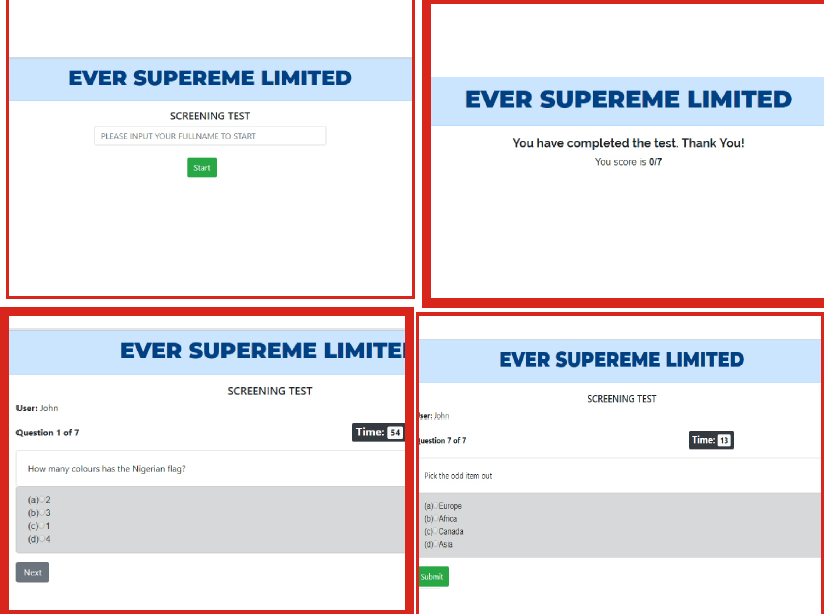 EVER SUPEREME LIMITED
SCREENING TEST
PLEASE INPUT YOUR FULLNAME TO START
Start
EVER SUPEREME LIMITED
You have completed the test. Thank You!
You score is 0/7
EVER SUPEREME LIMITE
SCREENING TEST
User: John
Question 1 of 7
Time: 54
How many colours has the Nigerian flag?
(a) 2
(b) 3
(c) 1
(d) 4
Next
EVER SUPEREME LIMITED
SCREENING TEST
ser: John
uestion 7 of 7
Time: 13
Pick the odd item out
(a) Europe
(b) Africa
(c) Canada
(d) Asia
Submit